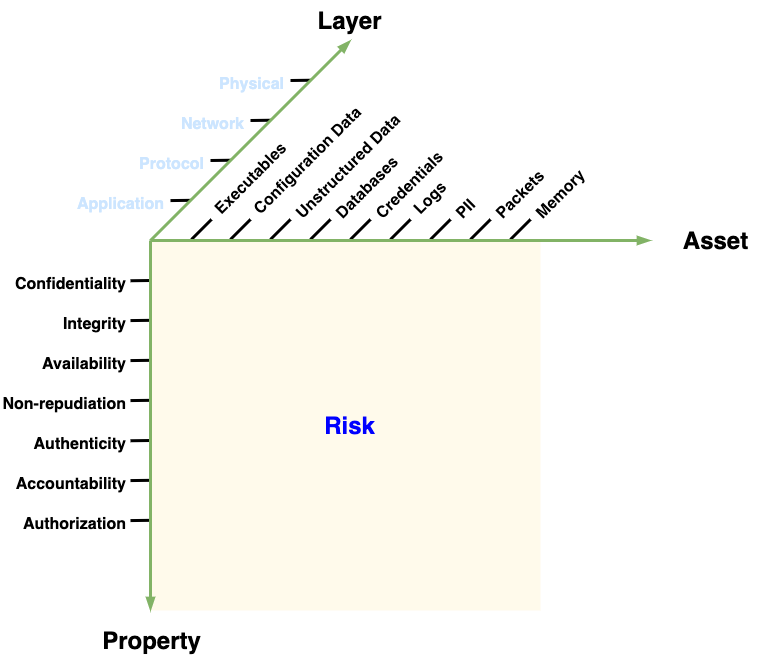 Layer
Physical
Network
Protocol
Application
Executables
Configuration Data
Unstructured Data
Databases
Credentials
Logs
PII
Packets
Memory
Asset
Confidentiality
Integrity
Availability
Non-repudiation
Authenticity
Accountability
Authorization
Risk
Property